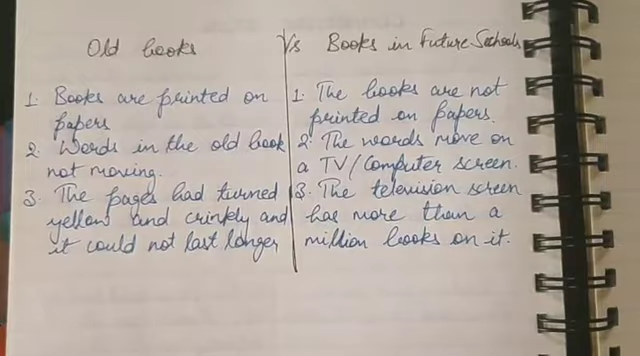 Old books Vs Books in Future Schools
1. Books are printed on
papers
2. Words in the old book
not moving.
3. The pages had turned
yellow and crinkly and
it could not last longer
1. The books are not
printed on papers.
2. The words move on
a TV/Computer screen.
3. The television screen
has more than a
million books on it.